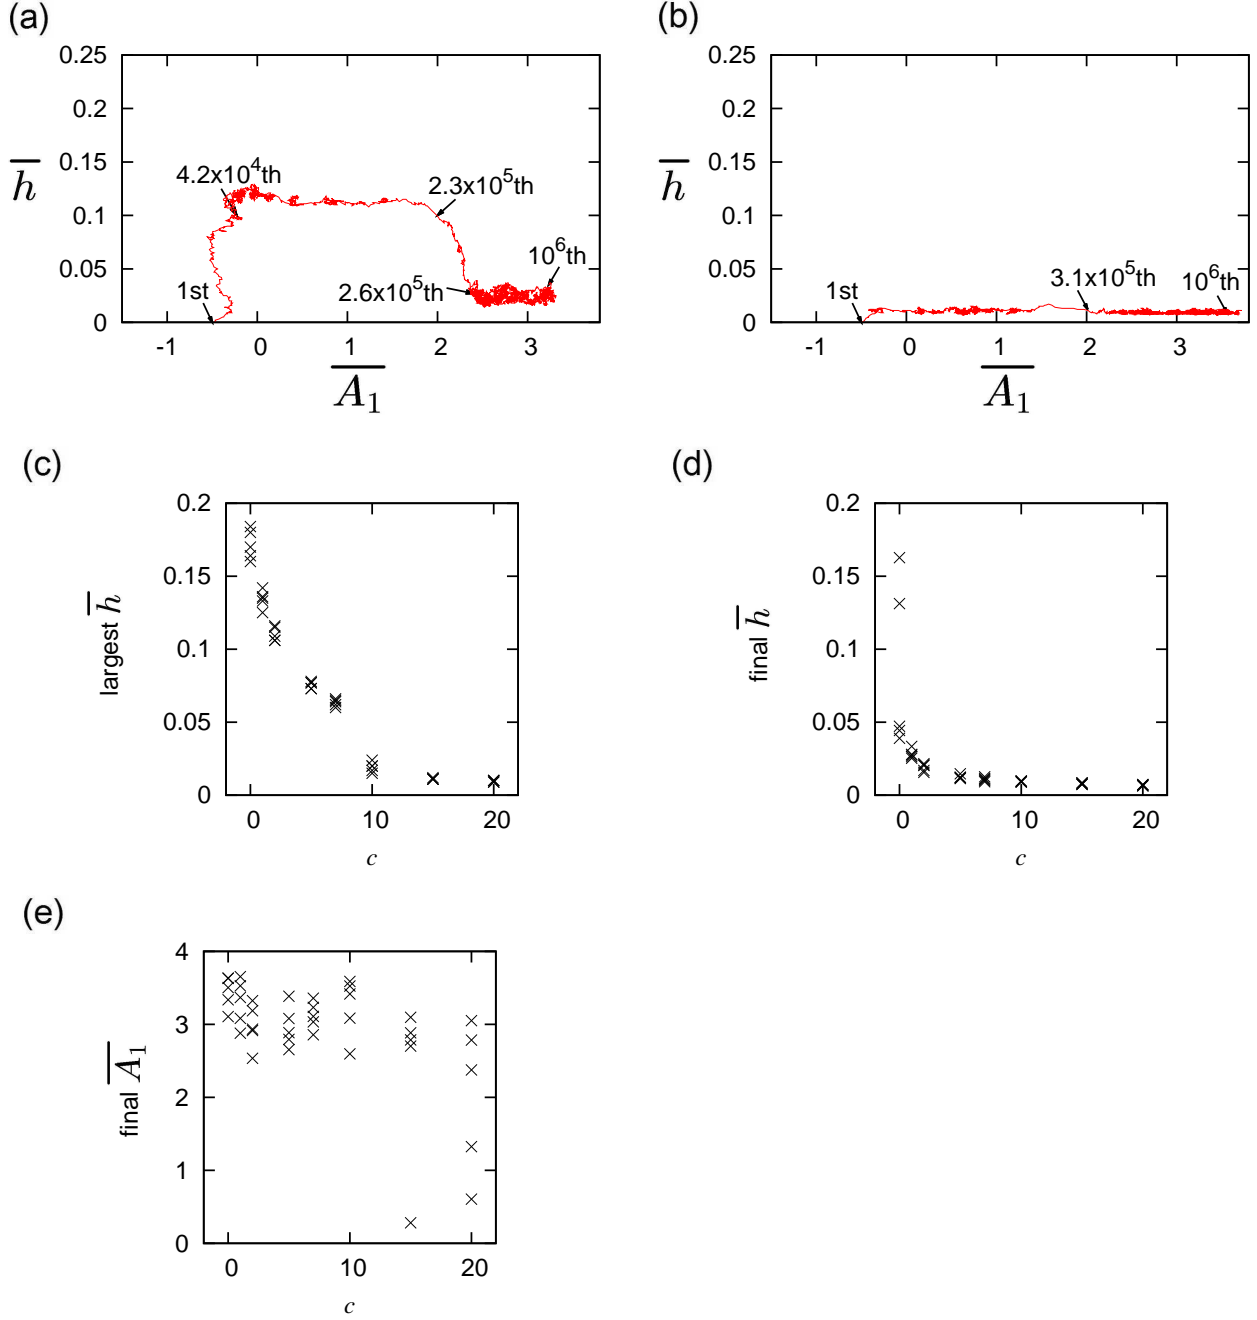 (a)
0.25
0.2
0.15
0.1
0.05
0
h
4.2x10^4th
2.3x10^5th
10^6th
2.6x10^5th
1st
-1 0 1 2 3
A1
(b)
0.25
0.2
0.15
0.1
0.05
0
h
1st
3.1x10^5th
10^6th
-1 0 1 2 3
A1
(c)
0.2
0.15
0.1
0.05
0
largest h
0 10 20
c
(d)
0.2
0.15
0.1
0.05
0
final h
0 10 20
c
(e)
4
3
2
1
0
final A1
0 10 20
c